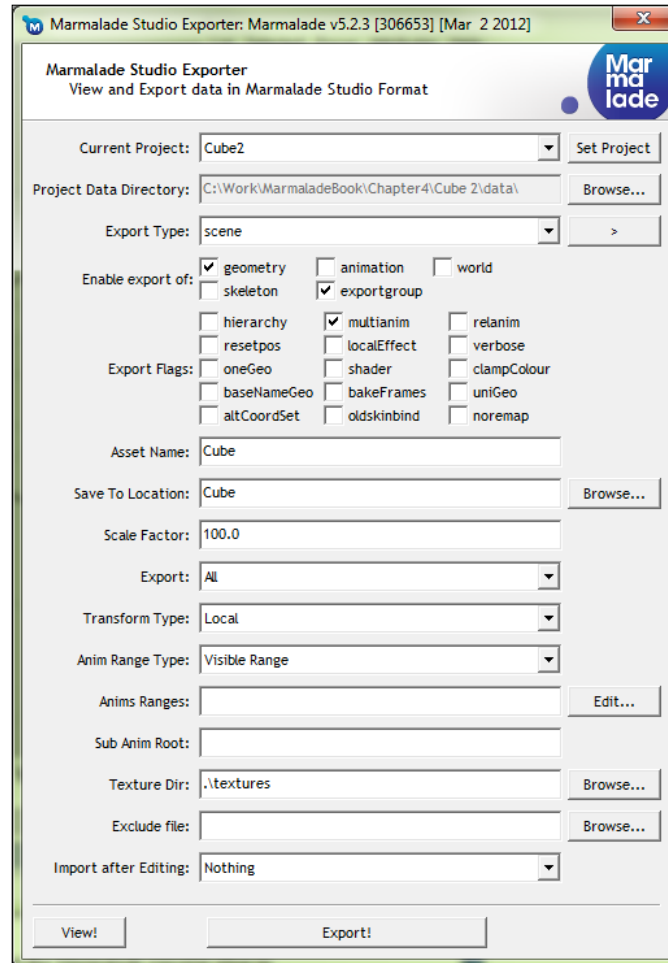 Marmalade Studio Exporter: Marmalade v5.2.3 [306653] [Mar 2 2012]
Marmalade Studio Exporter
View and Export data in Marmalade Studio Format
Mar
ma
lade
Current Project: Cube2 Set Project
Project Data Directory: C:\Work\MarmaladeBook\Chapter4\Cube 2\data\ Browse...
Export Type: scene >
Enable export of: geometry animation world
skeleton exportgroup
hierarchy multianim relanim
resetpos localEffect verbose
Export Flags: oneGeo shader clampColour
baseNameGeo bakeFrames uniGeo
altCoordSet oldskinbind noremap
Asset Name: Cube
Save To Location: Cube Browse...
Scale Factor: 100.0
Export: All
Transform Type: Local
Anim Range Type: Visible Range
Anims Ranges: Edit...
Sub Anim Root:
Texture Dir: .\textures Browse...
Exclude file: Browse...
Import after Editing: Nothing
View! Export!